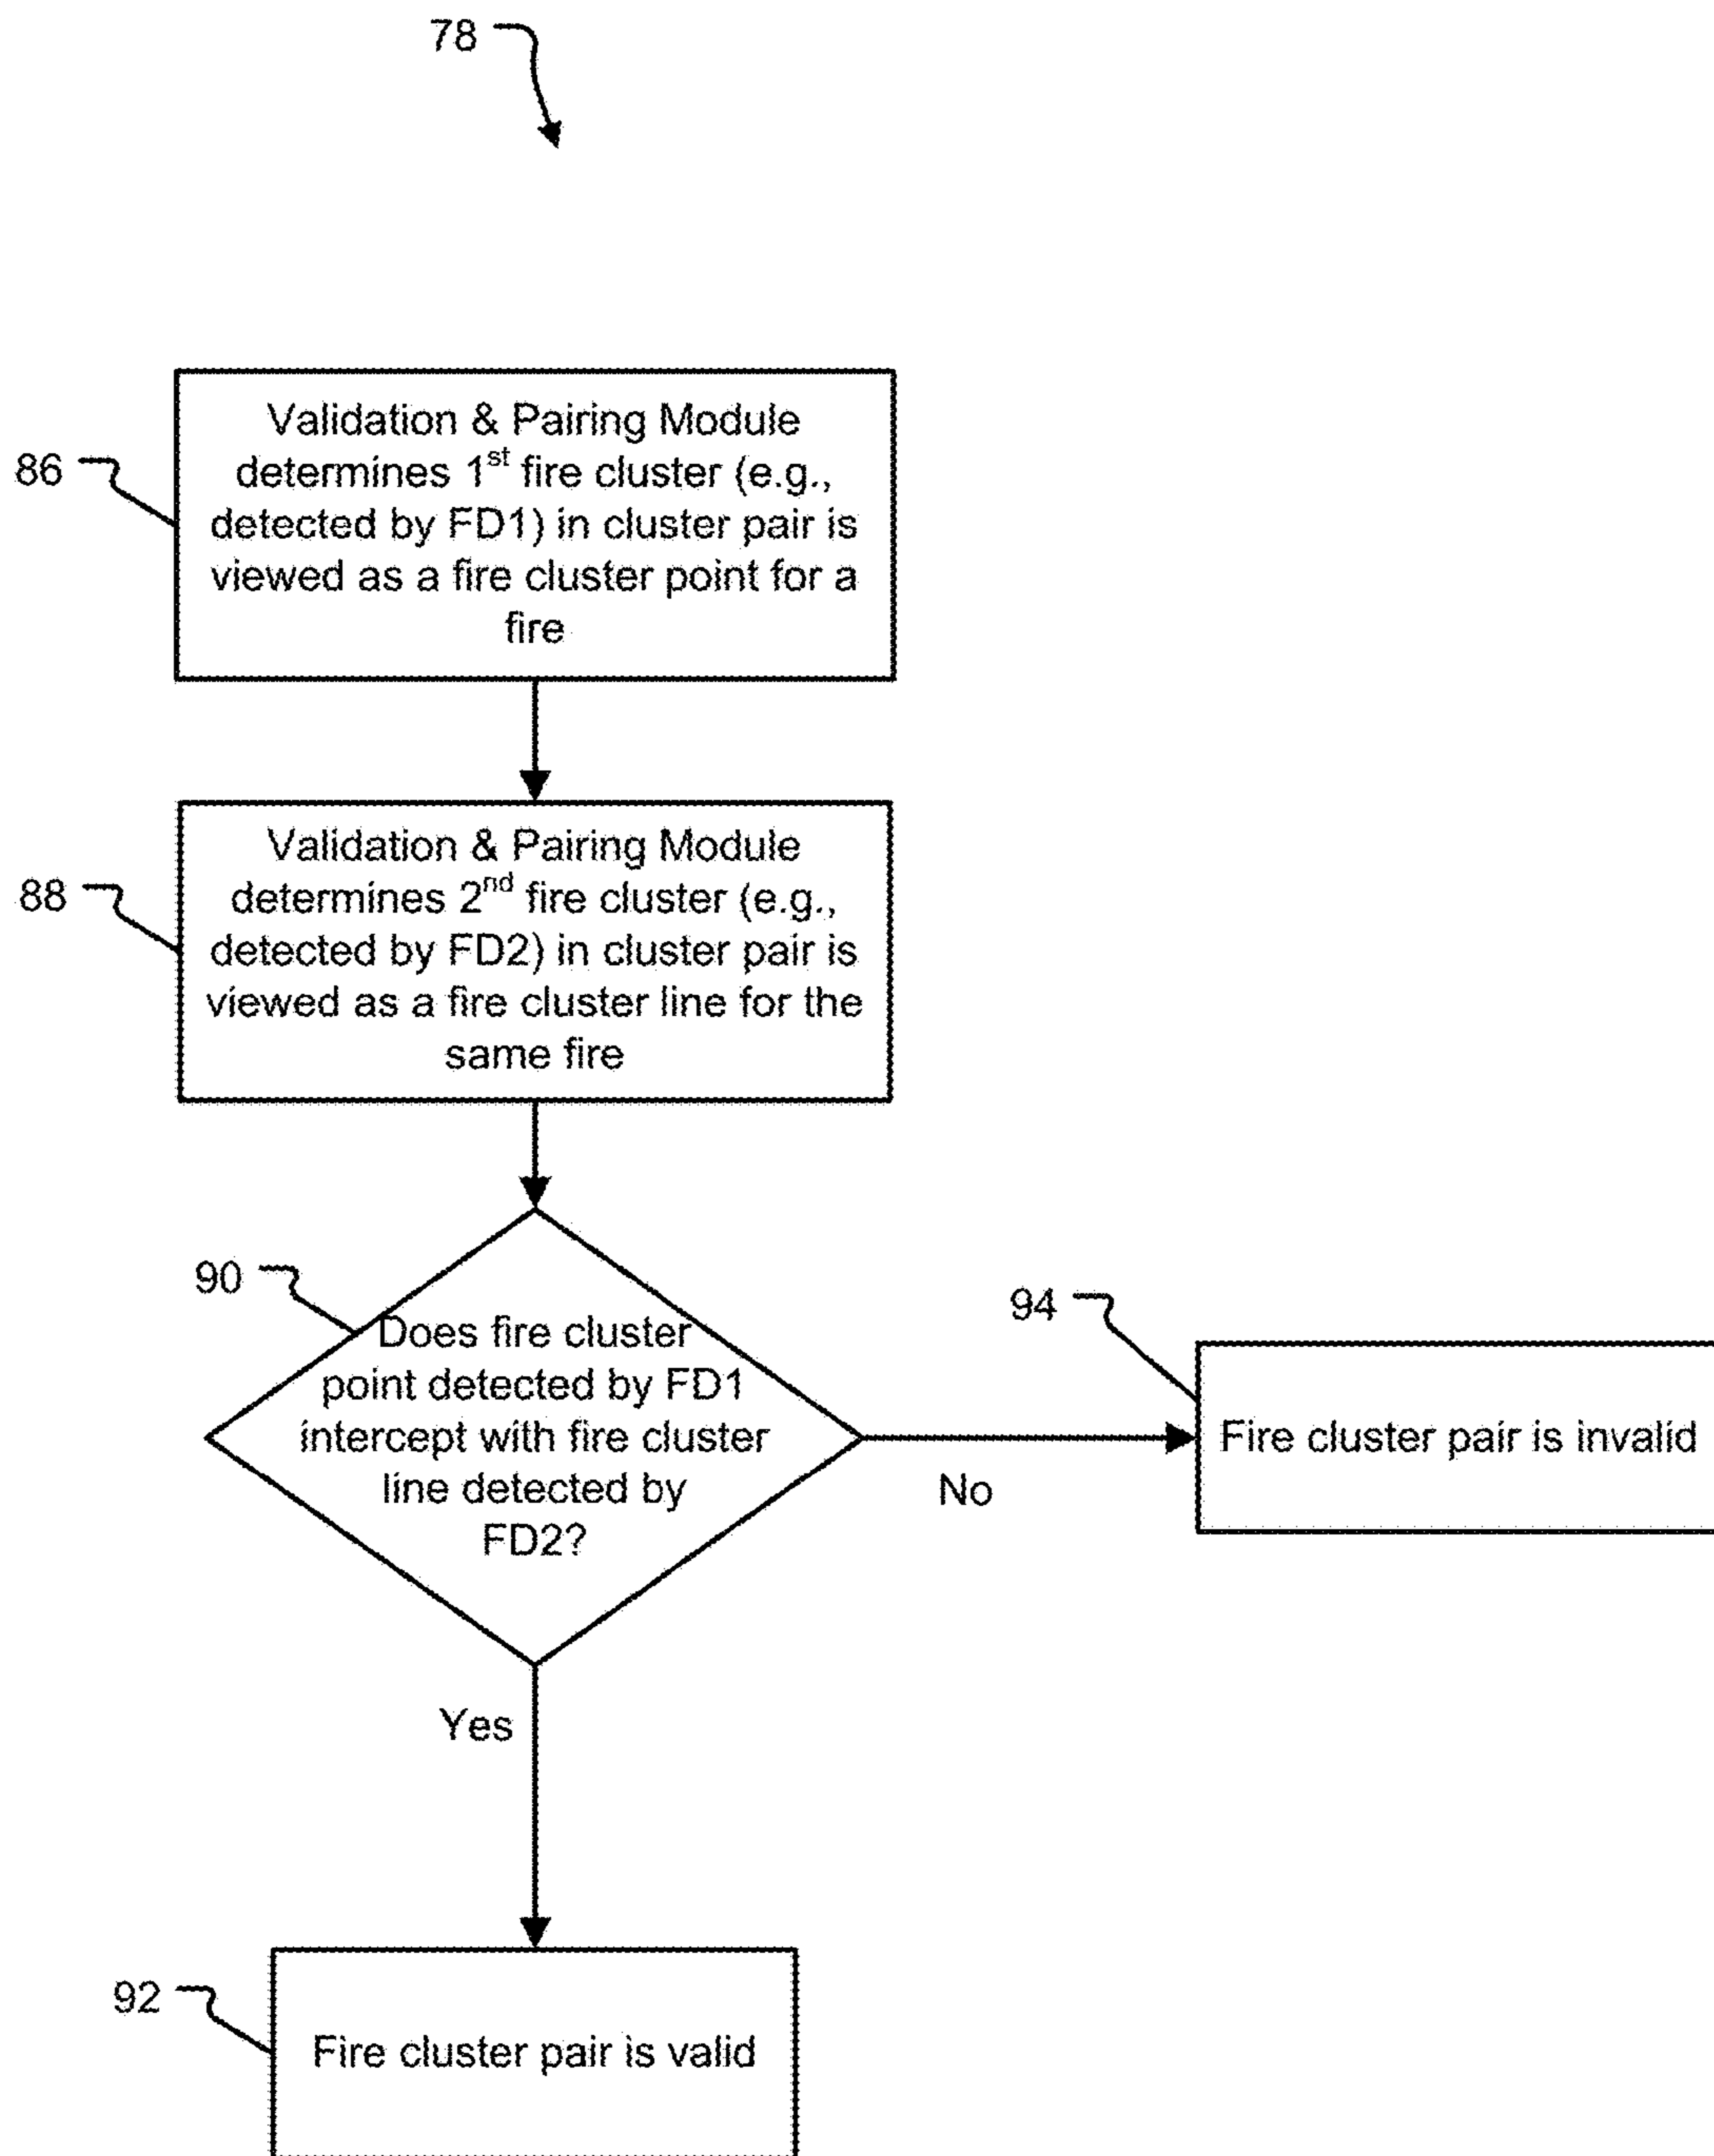 78
86
Validation & Pairing Module
determines 1st fire cluster (e.g.,
detected by FD1) in cluster pair is
viewed as a fire cluster point for a
fire
88
Validation & Pairing Module
determines 2nd fire cluster (e.g.,
detected by FD2) in cluster pair is
viewed as a fire cluster line for the
same fire
90
Does fire cluster
point detected by FD1
intercept with fire cluster
line detected by
FD2?
94
Fire cluster pair is invalid
No
Yes
92
Fire cluster pair is valid